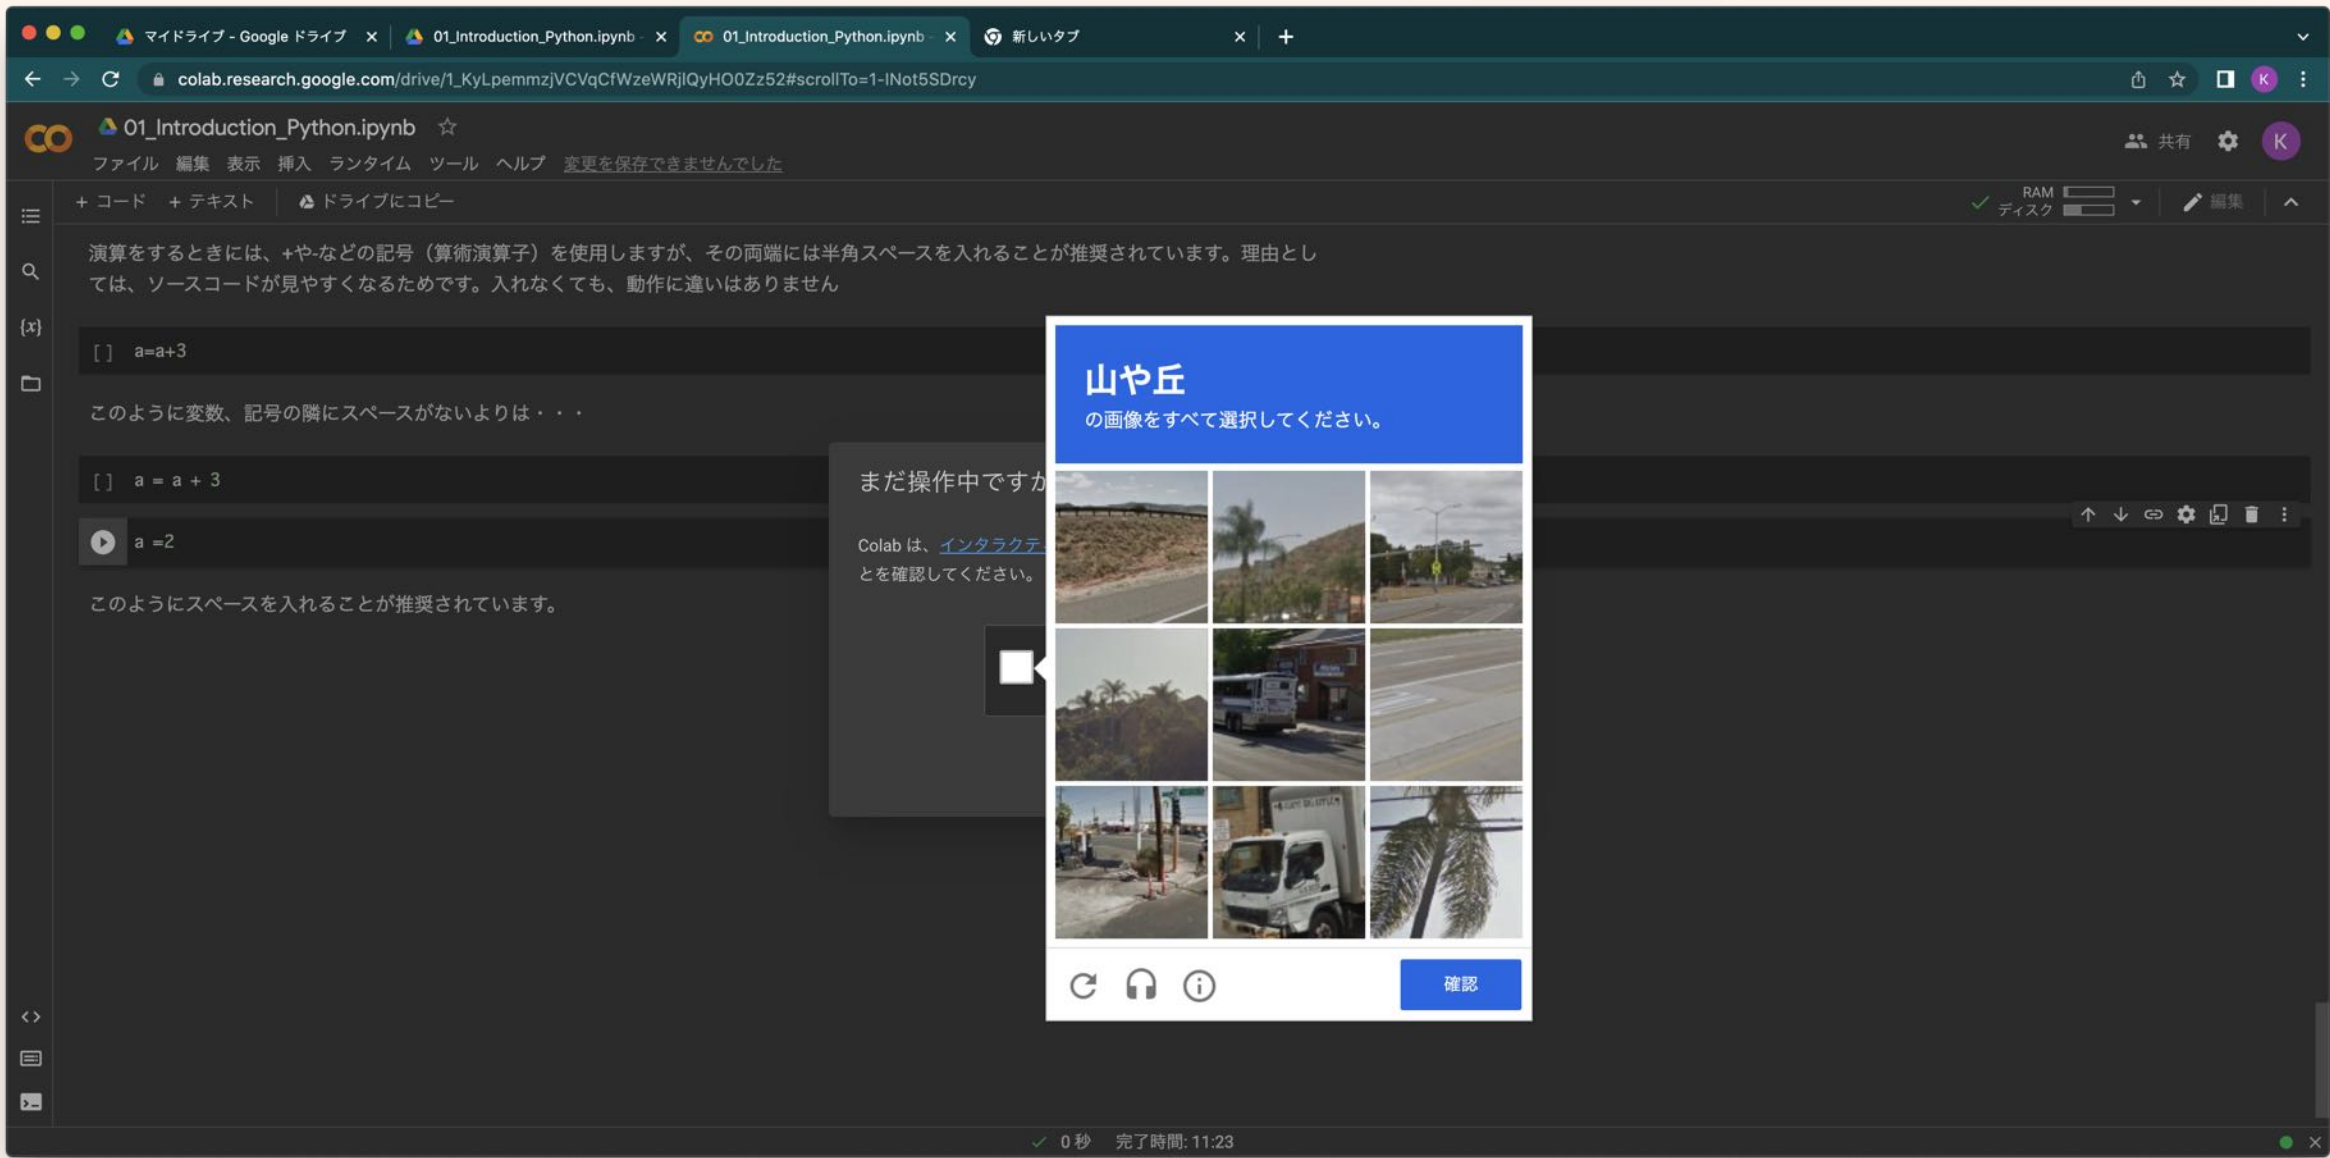 マイドライブ - Google ドライブ
01_Introduction_Python.ipynb -
01_Introduction_Python.ipynb -
新しいタブ
colab.research.google.com/drive/1_KyLpemmzjVCVqCfWzeWRjlQyHO0Zz52#scrollTo=1-INot5SDrcy
K
01_Introduction_Python.ipynb
共有
K
ファイル 編集 表示 挿入 ランタイム ツール ヘルプ 変更を保存できませんでした
+ コード + テキスト ドライブにコピー
RAM
ディスク
編集
演算をするときには、+や-などの記号（算術演算子）を使用しますが、その両端には半角スペースを入れることが推奨されています。理由とし
ては、ソースコードが見やすくなるためです。入れなくても、動作に違いはありません
{x}
[ ] a=a+3
このように変数、記号の隣にスペースがないよりは・・・
[ ] a = a + 3
a =2
このようにスペースを入れることが推奨されています。
まだ操作中ですか
Colab は、インタラクテ
とを確認してください。
山や丘
の画像をすべて選択してください。
確認
0 秒 完了時間: 11:23